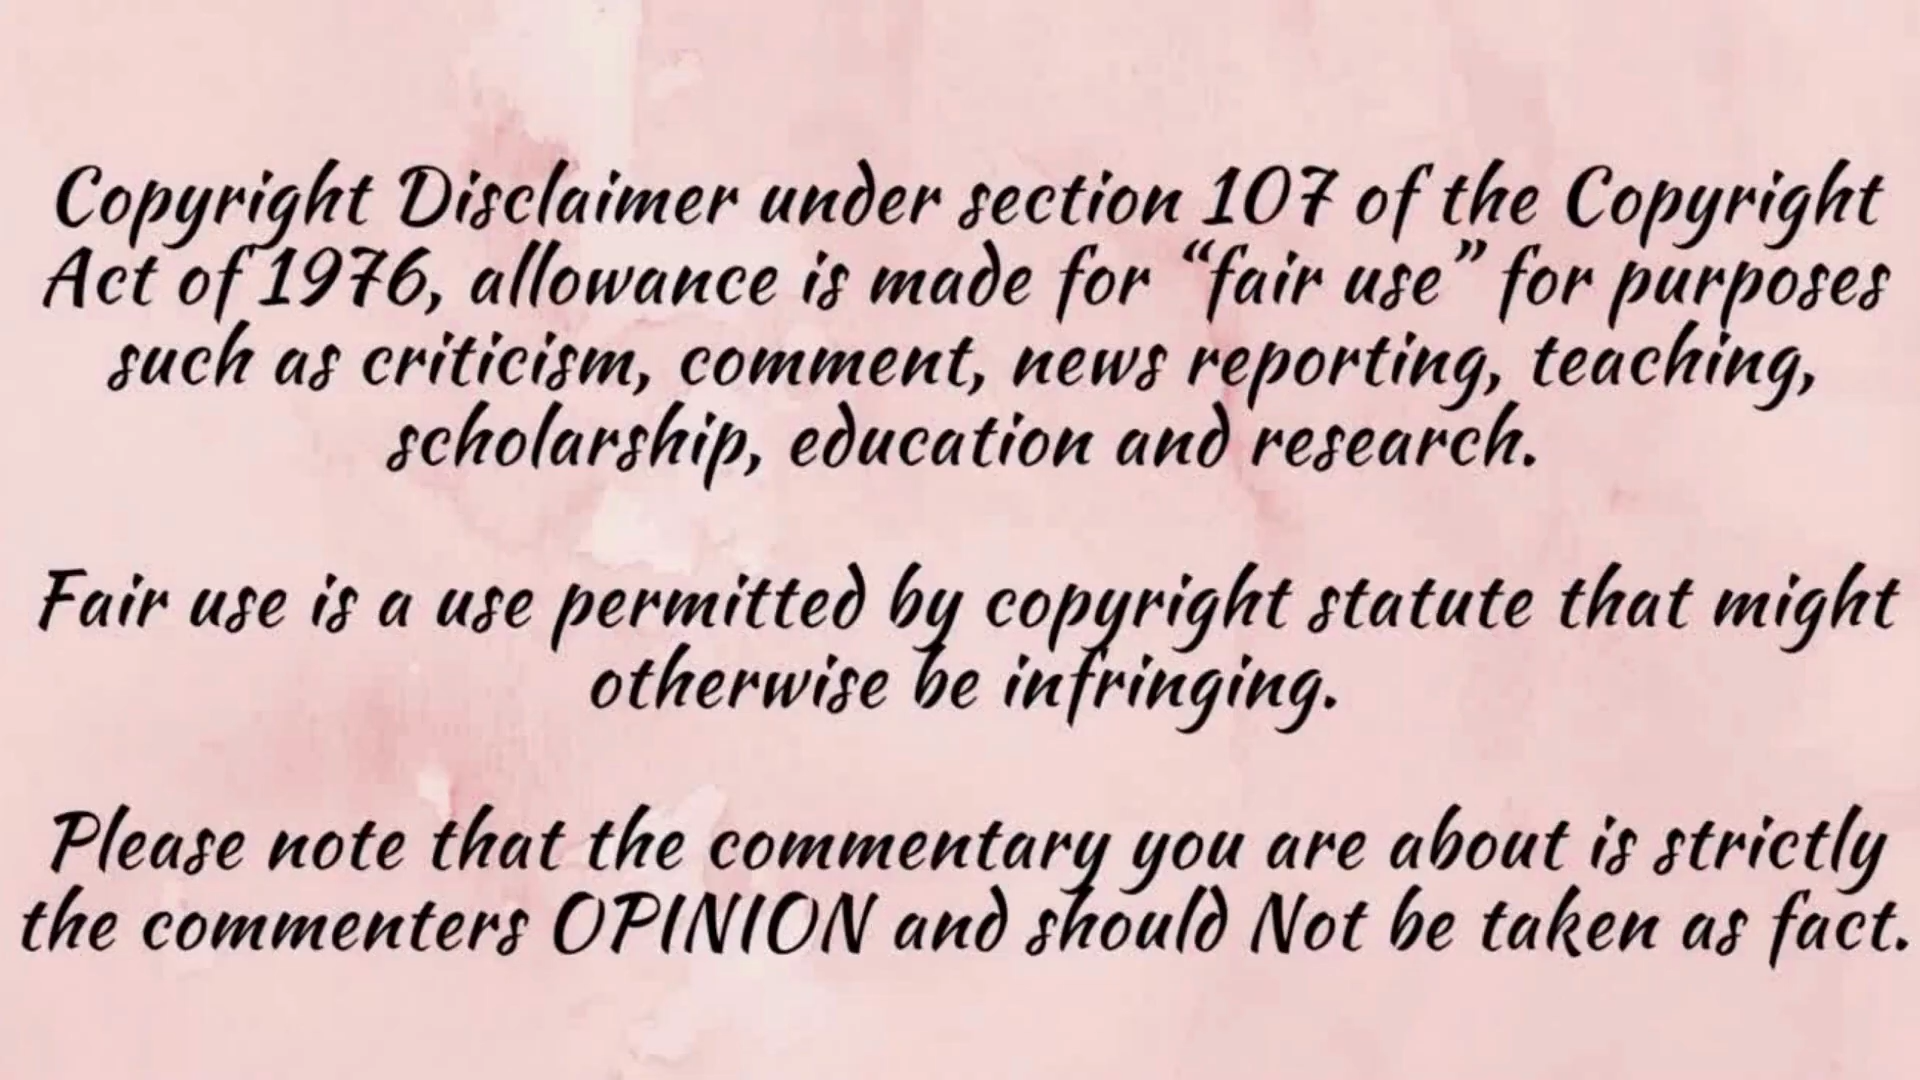 Copyright Disclaimer under section 107 of the Copyright
Act of 1976, allowance is made for “fair use” for purposes
such as criticism, comment, news reporting, teaching,
scholarship, education and research.
Fair use is a use permitted by copyright statute that might
otherwise be infringing.
Please note that the commentary you are about is strictly
the commenters OPINION and should Not be taken as fact.